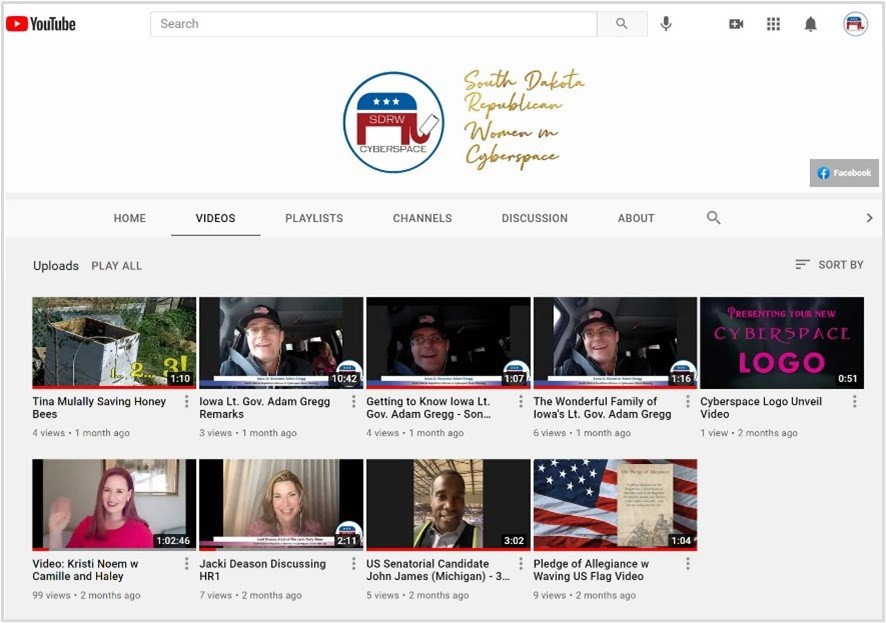 YouTube
Search
SDRW
CYBERSPACE
South Dakota
Republican
Women in
Cyberspace
Facebook
HOME VIDEOS PLAYLISTS CHANNELS DISCUSSION ABOUT
Uploads PLAY ALL SORT BY
1.. 2... 3!
1:10
10:42
1:07
1:16
PRESENTING YOUR NEW
CYBERSPACE
LOGO
0:51
Tina Mulally Saving Honey
Bees
4 views • 1 month ago
Iowa Lt. Gov. Adam Gregg
Remarks
3 views • 1 month ago
Getting to Know Iowa Lt.
Gov. Adam Gregg - Son...
4 views • 1 month ago
The Wonderful Family of
Iowa's Lt. Gov. Adam Gregg
6 views • 1 month ago
Cyberspace Logo Unveil
Video
1 view • 2 months ago
1:02:46
2:11
3:02
The Pledge of Allegiance
1:04
Video: Kristi Noem w
Camille and Haley
99 views • 2 months ago
Jacki Deason Discussing
HR1
7 views • 2 months ago
US Senatorial Candidate
John James (Michigan) - 3...
5 views • 2 months ago
Pledge of Allegiance w
Waving US Flag Video
9 views • 2 months ago